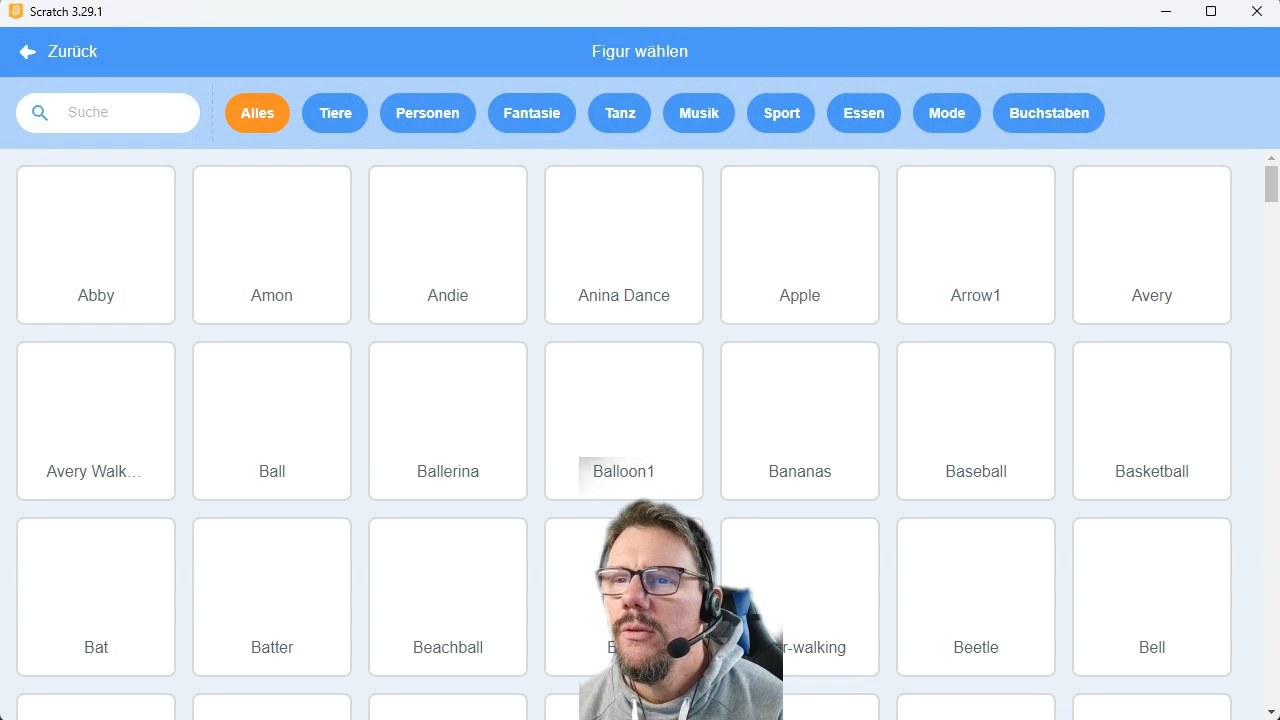 Scratch 3.29.1
Zurück
Figur wählen
Suche
Alles
Tiere
Personen
Fantasie
Tanz
Musik
Sport
Essen
Mode
Buchstaben
Abby
Amon
Andie
Anina Dance
Apple
Arrow1
Avery
Avery Walk...
Ball
Ballerina
Balloon1
Bananas
Baseball
Basketball
Bat
Batter
Beachball
r-walking
Beetle
Bell